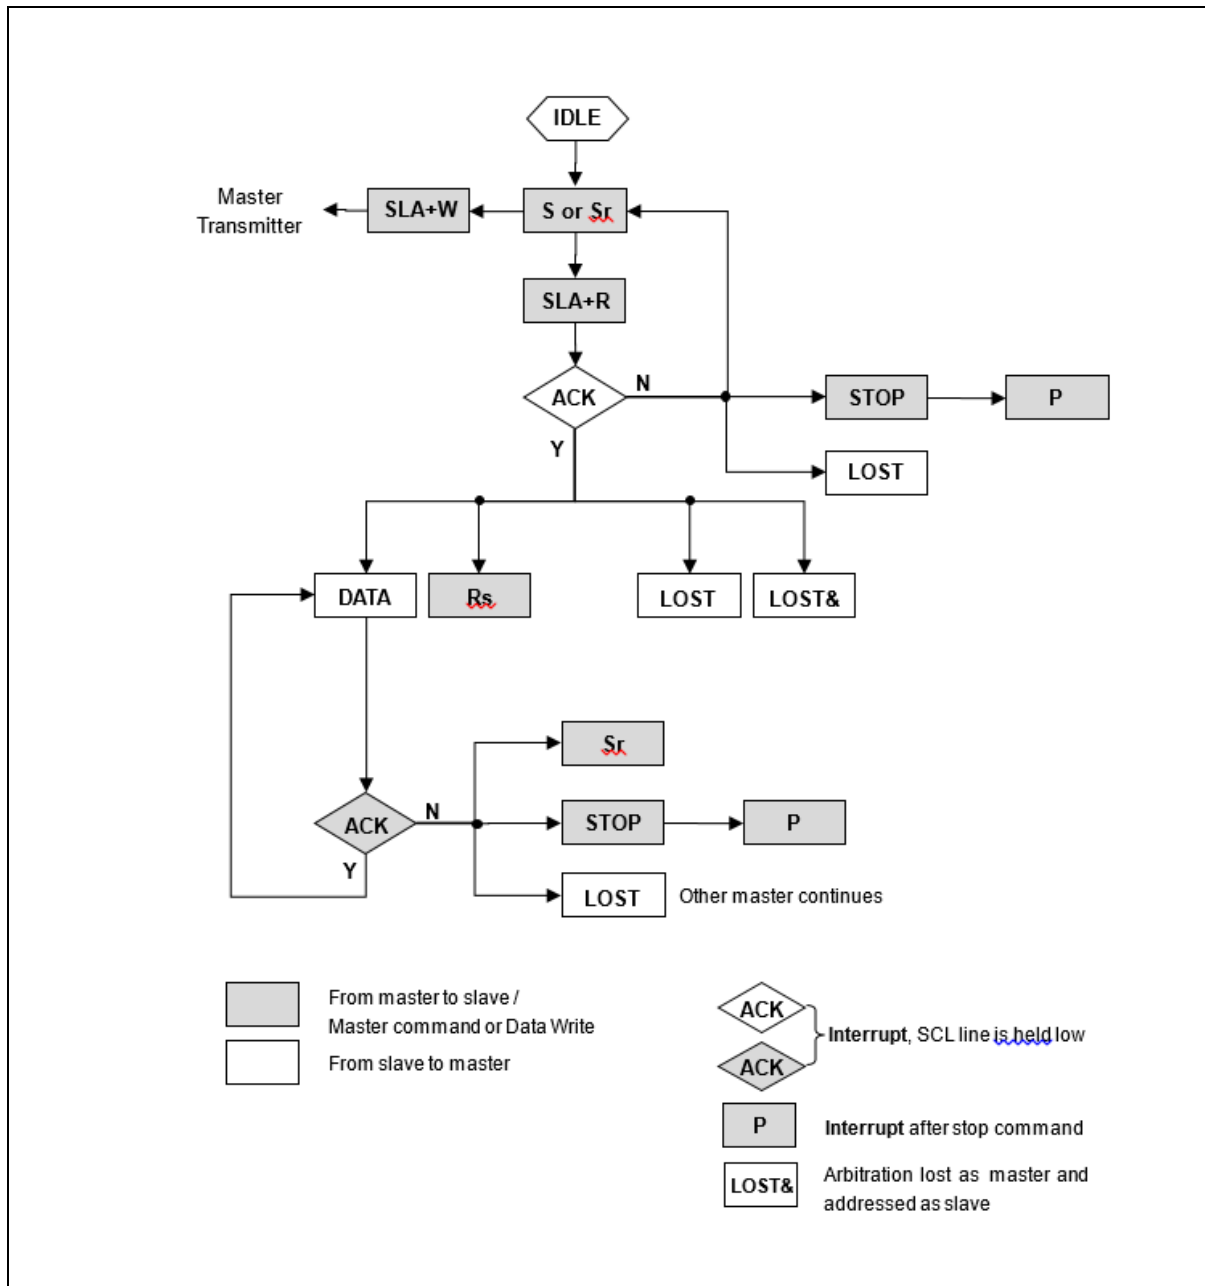 IDLE
Master
Transmitter
SLA+W
S or Sr
SLA+R
ACK
N
Y
STOP
P
LOST
DATA
Rs
LOST
LOST&
Sr
ACK
N
Y
STOP
P
LOST
Other master continues
From master to slave /
Master command or Data Write
From slave to master
ACK
Interrupt, SCL line is held low
ACK
P
Interrupt after stop command
LOST&
Arbitration lost as master and
addressed as slave